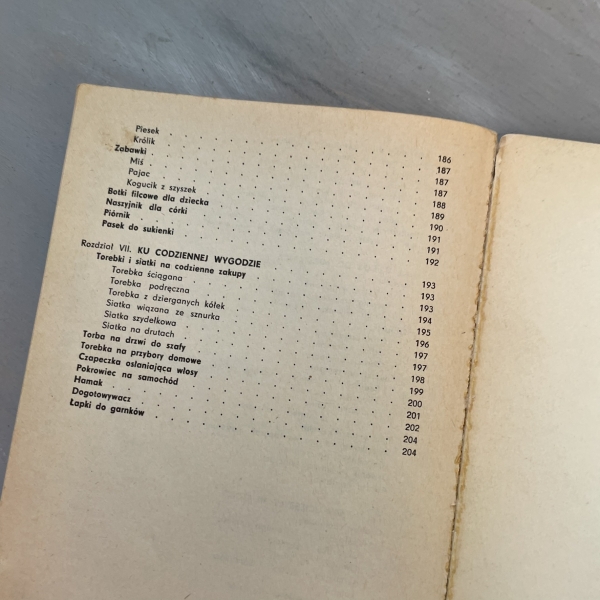 Piesek . . . . . . . . . . . . 186
Królik . . . . . . . . . . . . 187
Zabawki . . . . . . . . . . . . 187
Miś . . . . . . . . . . . . 187
Pajac . . . . . . . . . . . . 188
Kogucik z szyszek . . . . . . . . . . 189
Botki filcowe dla dziecka . . . . . . . . . . 190
Naszyjnik dla córki . . . . . . . . . . 191
Piórnik . . . . . . . . . . . . 191
Pasek do sukienki . . . . . . . . . . 192
Rozdział VII. KU CODZIENNEJ WYGODZIE . . . . . . . . 193
Torebki i siatki na codzienne zakupy . . . . . . . . 193
Torebka ściągana . . . . . . . . . . 193
Torebka podręczna . . . . . . . . . . 194
Torebka z dzierganych kółek . . . . . . . . . 195
Siatka wiązana ze sznurka . . . . . . . . . 196
Siatka szydełkowa . . . . . . . . . . 197
Siatka na drutach . . . . . . . . . . 197
Torba na drzwi do szafy . . . . . . . . . . 198
Torebka na przybory domowe . . . . . . . . . 199
Czapeczka osłaniająca włosy . . . . . . . . . 200
Pokrowiec na samochód . . . . . . . . . . 201
Hamak . . . . . . . . . . . . 202
Dogotowywacz . . . . . . . . . . . 204
Łapki do garnków . . . . . . . . . . 204